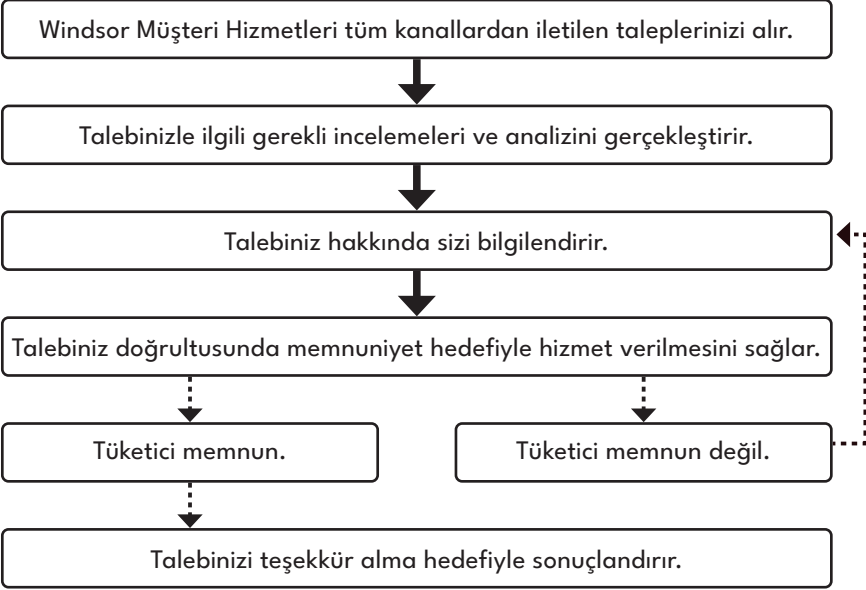 Windsor Müşteri Hizmetleri tüm kanallardan iletilen taleplerinizi alır.
Talebinizle ilgili gerekli incelemeleri ve analizini gerçekleştirir.
Talebiniz hakkında sizi bilgilendirir.
Talebiniz doğrultusunda memnuniyet hedefiyle hizmet verilmesini sağlar.
Tüketici memnun.
Tüketici memnun değil.
Talebinizi teşekkür alma hedefiyle sonuçlandırır.